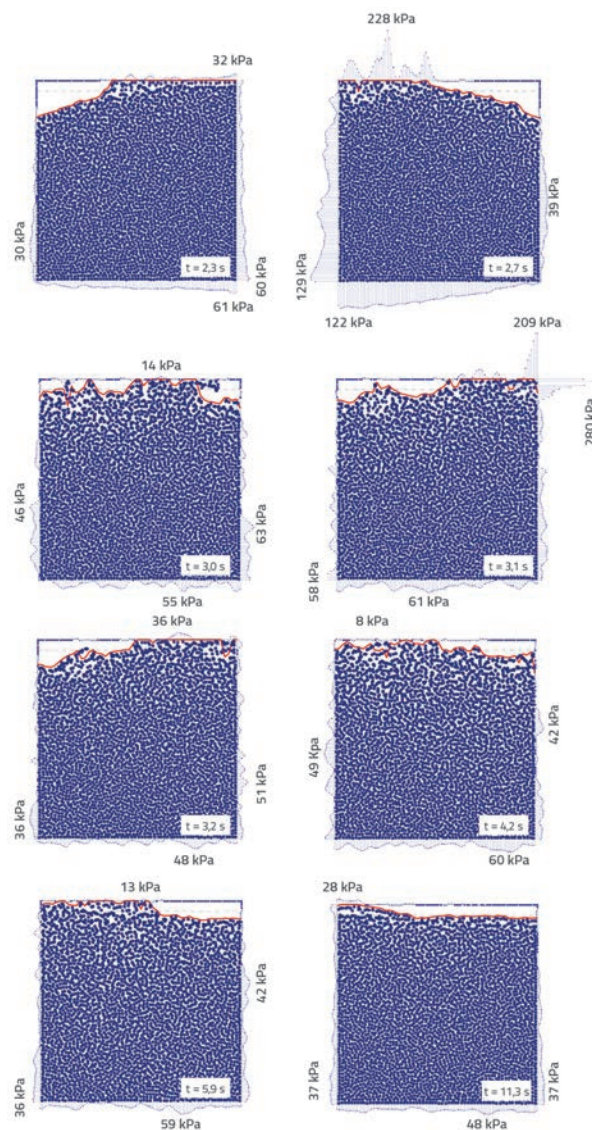 32 kPa
30 kPa
t = 2,3 s
60 kPa
61 kPa
228 kPa
39 kPa
129 kPa
t = 2,7 s
122 kPa
14 kPa
46 kPa
63 kPa
t = 3,0 s
55 kPa
209 kPa
280 kPa
58 kPa
t = 3,1 s
61 kPa
36 kPa
36 kPa
51 kPa
t = 3,2 s
48 kPa
8 kPa
49 Kpa
42 kPa
t = 4,2 s
60 kPa
13 kPa
42 kPa
36 kPa
t = 5,9 s
59 kPa
28 kPa
37 kPa
37 kPa
t = 11,3 s
48 kPa